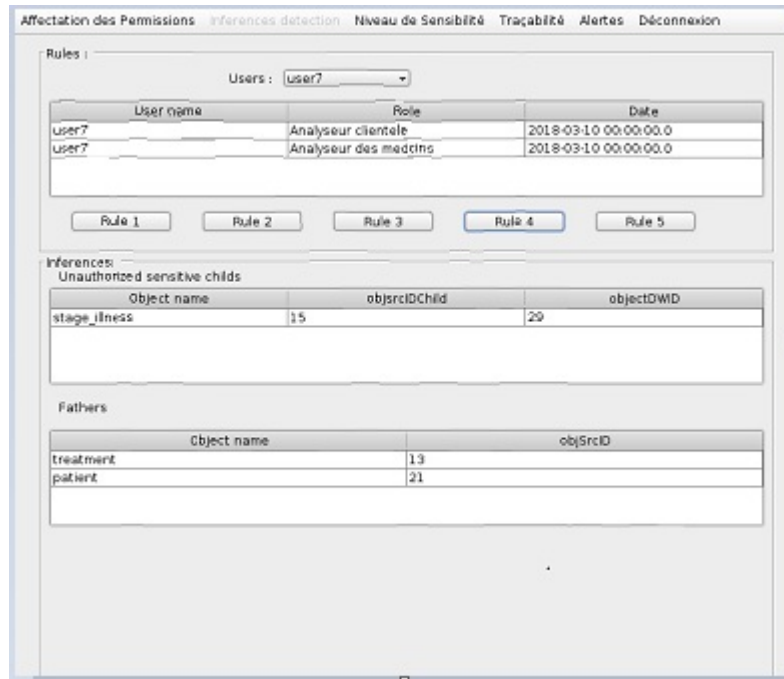 Affectation des Permissions Inferences detection Niveau de Sensibilité Traçabilité Alertes Déconnexion
Rules :
Users : user7
User name Role Date
user7 Analyseur clientele 2018-03-10 00:00:00.0
user7 Analyseur des medcins 2018-03-10 00:00:00.0
Rule 1 Rule 2 Rule 3 Rule 4 Rule 5
Inferences:
Unauthorized sensitive childs
Object name objsrcIDChild objectDWID
stage_illness 15 29
Fathers
Object name objSrcID
treatment 13
patient 21